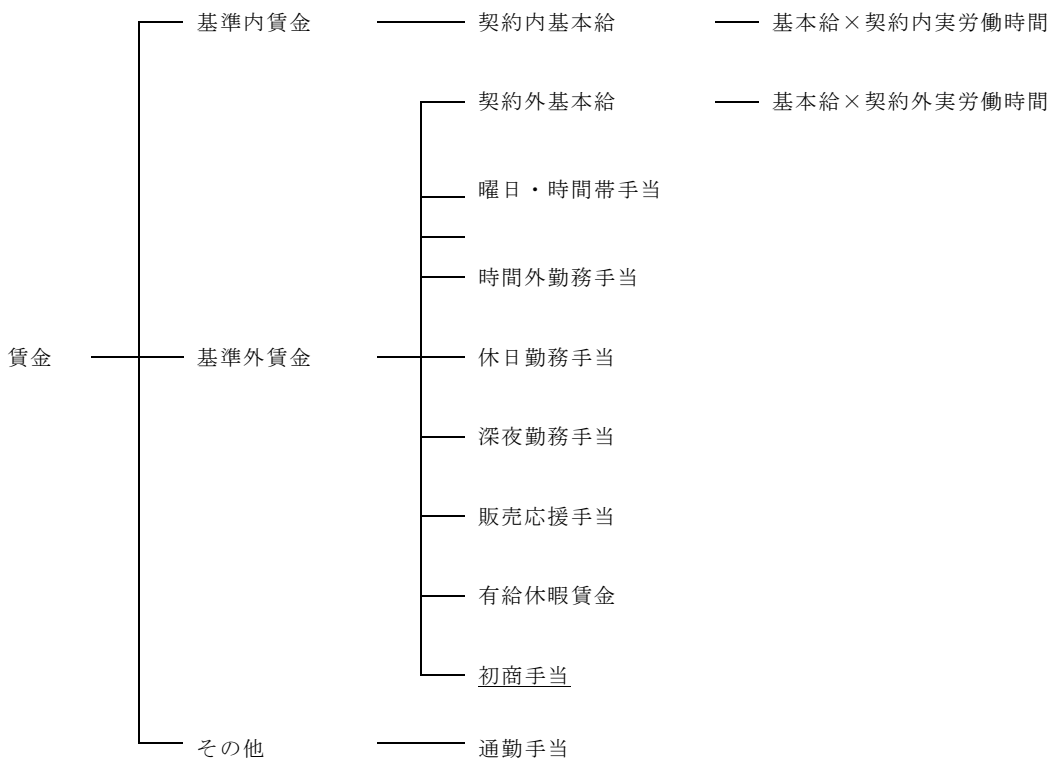 基準内賃金 契約内基本給 基本給×契約内実労働時間
契約外基本給 基本給×契約外実労働時間
曜日・時間帯手当
時間外勤務手当
賃金 基準外賃金 休日勤務手当
深夜勤務手当
販売応援手当
有給休暇賃金
初商手当
その他 通勤手当